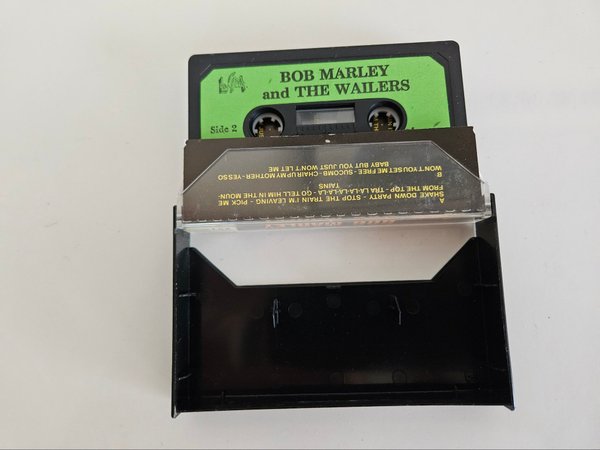 BOB MARLEY
and THE WAILERS
Side 2
A
SHAKE DOWN PARTY - STOP THE TRAIN I'M LEAVING - PICK ME
FROM THE TOP - TRA LA-LA-LA-LA - GO TELL HIM IN THE MOUN-
TAINS
B
WON'T YOU SET ME FREE - SUCOMB - CHAIR UP MY MOTHER - YES SO
BABY BUT YOU JUST WON'T LET ME